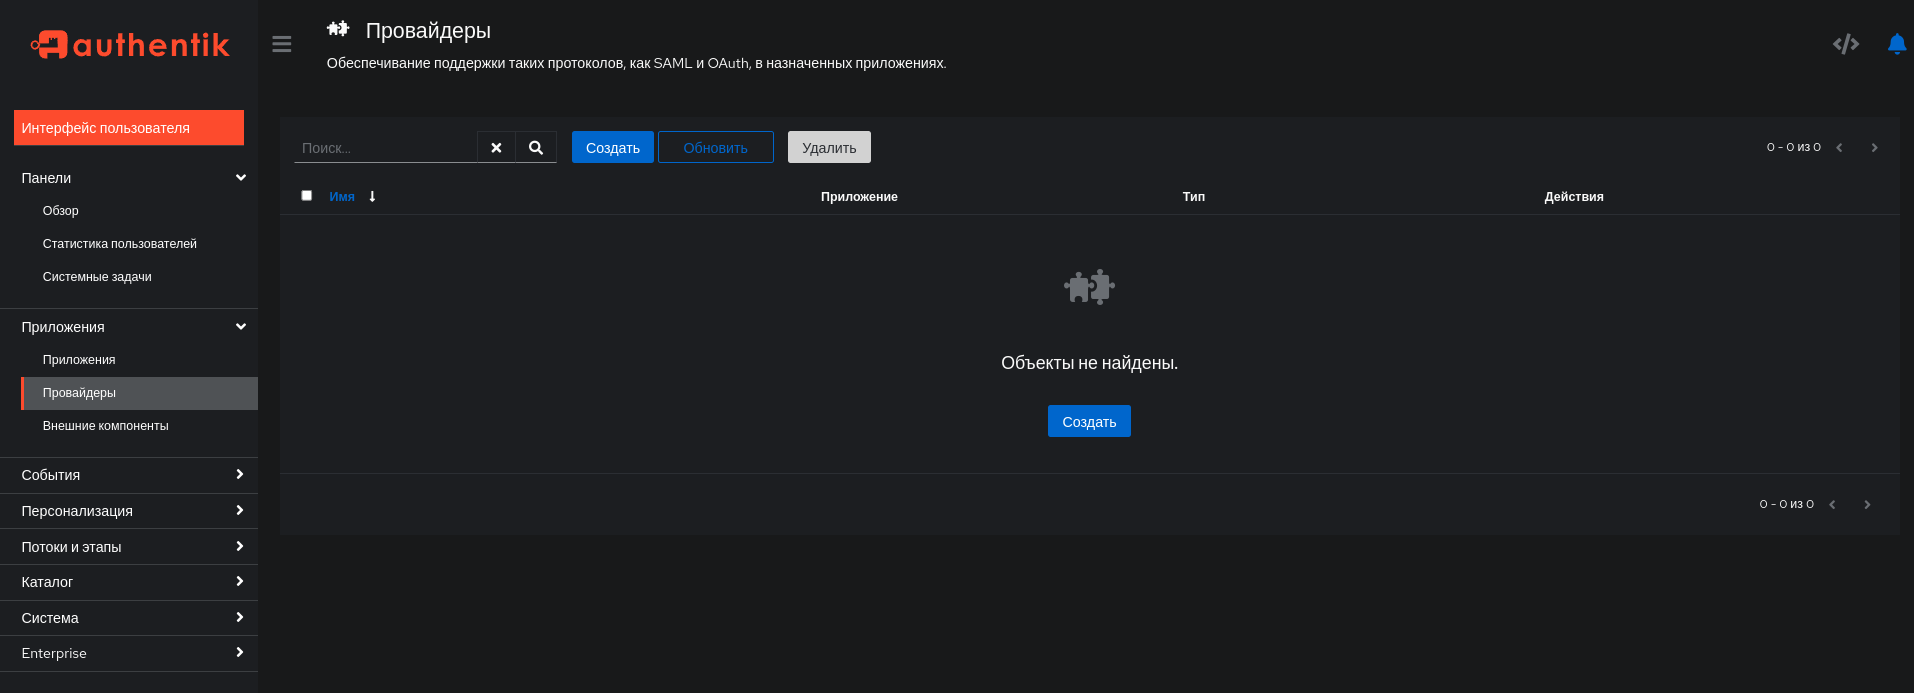 authentik
Интерфейс пользователя
Панели
Обзор
Статистика пользователей
Системные задачи
Приложения
Приложения
Провайдеры
Внешние компоненты
События
Персонализация
Потоки и этапы
Каталог
Система
Enterprise
Провайдеры
Обеспечивание поддержки таких протоколов, как SAML и OAuth, в назначенных приложениях.
Поиск... Создать Обновить Удалить 0 - 0 из 0
Имя Приложение Тип Действия
Объекты не найдены.
Создать
0 - 0 из 0